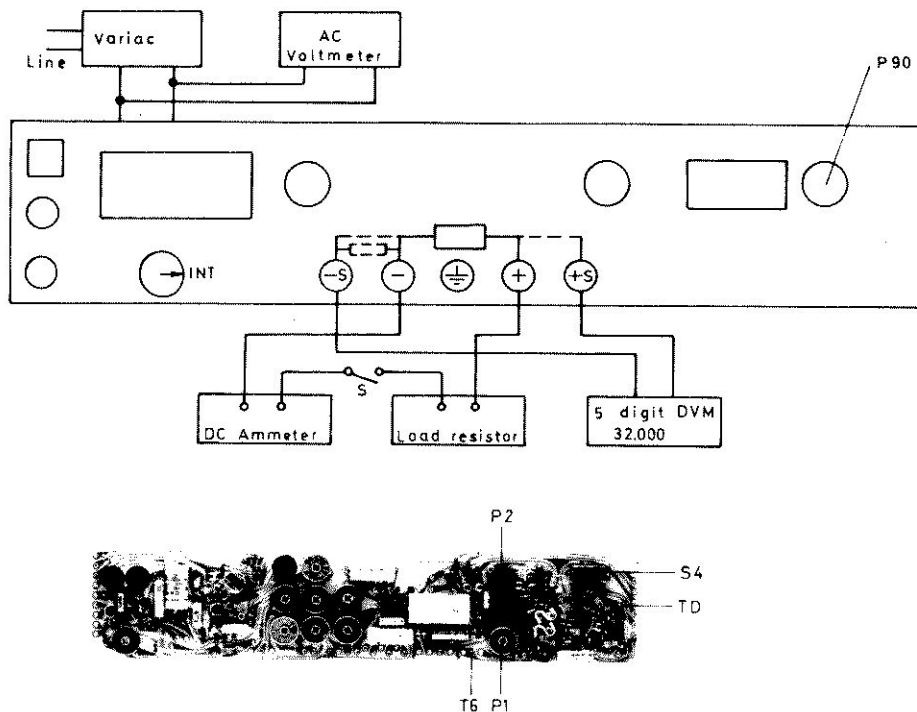 Variac
AC
Voltmeter
Line
P90
INT
-S
-
+
+S
S
DC Ammeter
Load resistor
5 digit DVM
32.000
P2
S4
TD
T6 P1